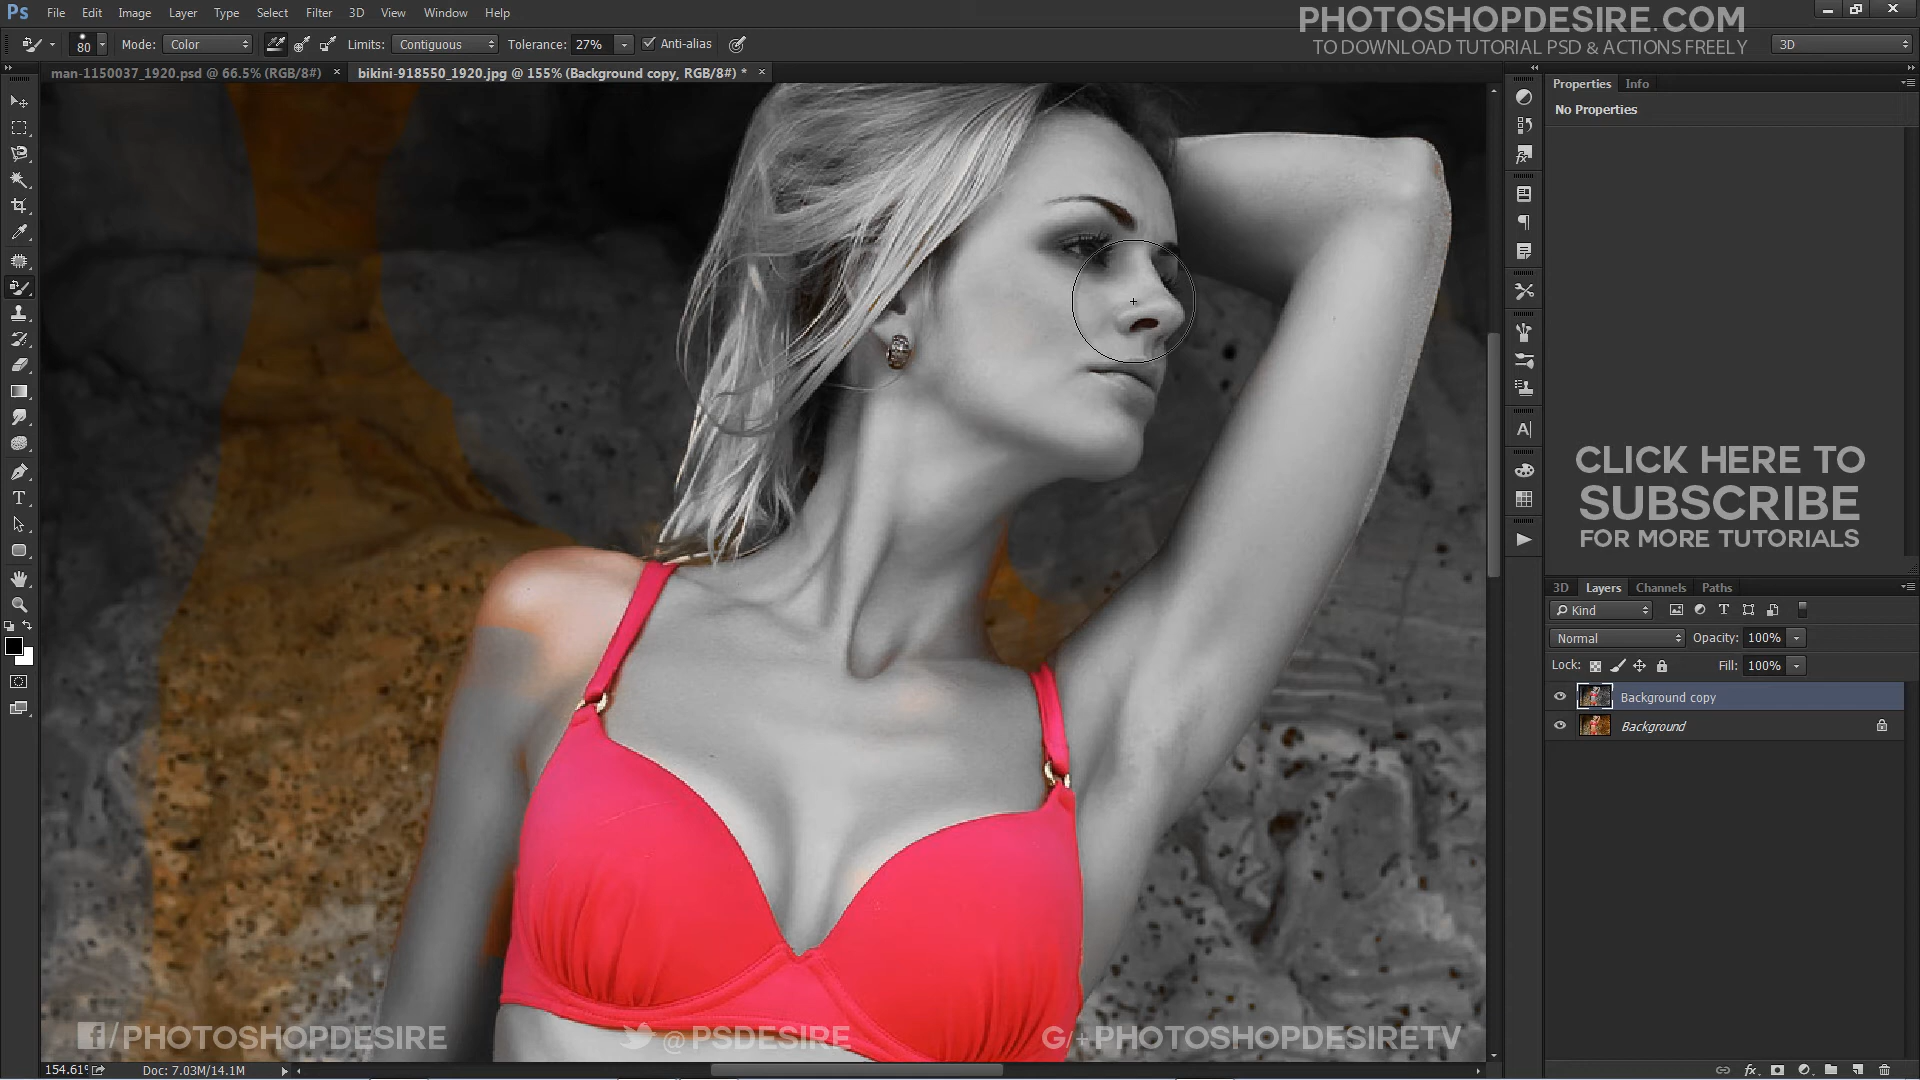 Ps File Edit Image Layer Type Select Filter 3D View Window Help
PHOTOSHOPDESIRE.COM
TO DOWNLOAD TUTORIAL PSD & ACTIONS FREELY
80 Mode: Color Limits: Contiguous Tolerance: 27% Anti-alias 3D
man-1150037_1920.psd @ 66.5% (RGB/8#) × bikini-918550_1920.jpg @ 155% (Background copy, RGB/8#) * ×
Properties Info
No Properties
CLICK HERE TO
SUBSCRIBE
FOR MORE TUTORIALS
3D Layers Channels Paths
Kind
Normal Opacity: 100%
Lock: Fill: 100%
Background copy
Background
f/PHOTOSHOPDESIRE @PSDESIRE G/+PHOTOSHOPDESIRETV
154.61% Doc: 7.03M/14.1M